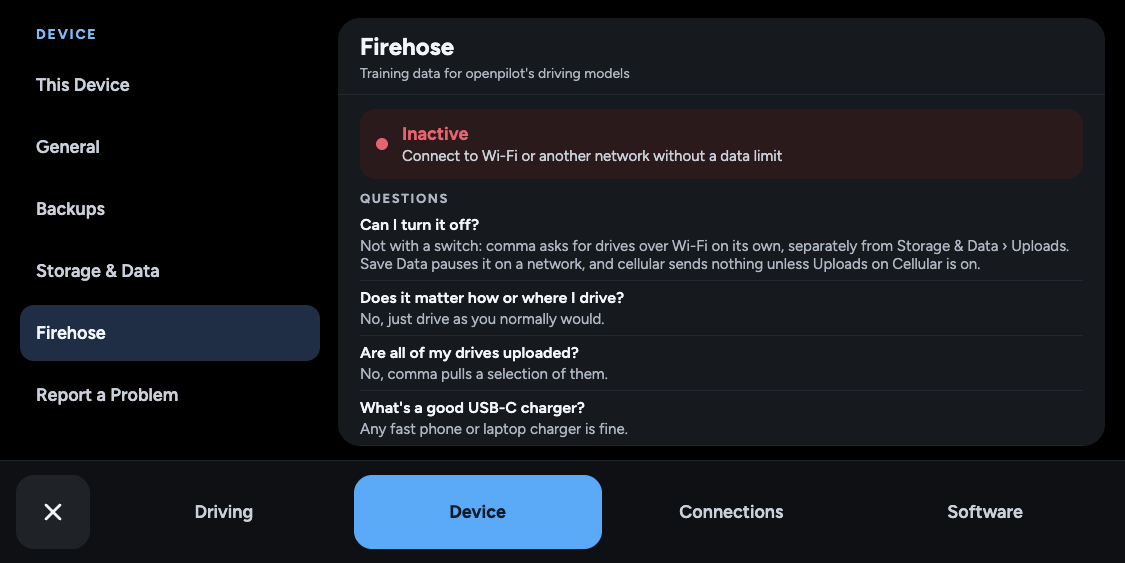 DEVICE
This Device
General
Backups
Storage & Data
Firehose
Report a Problem
Firehose
Training data for openpilot's driving models
Inactive
Connect to Wi-Fi or another network without a data limit
QUESTIONS
Can I turn it off?
Not with a switch: comma asks for drives over Wi-Fi on its own, separately from Storage & Data › Uploads.
Save Data pauses it on a network, and cellular sends nothing unless Uploads on Cellular is on.
Does it matter how or where I drive?
No, just drive as you normally would.
Are all of my drives uploaded?
No, comma pulls a selection of them.
What's a good USB-C charger?
Any fast phone or laptop charger is fine.
Driving
Device
Connections
Software